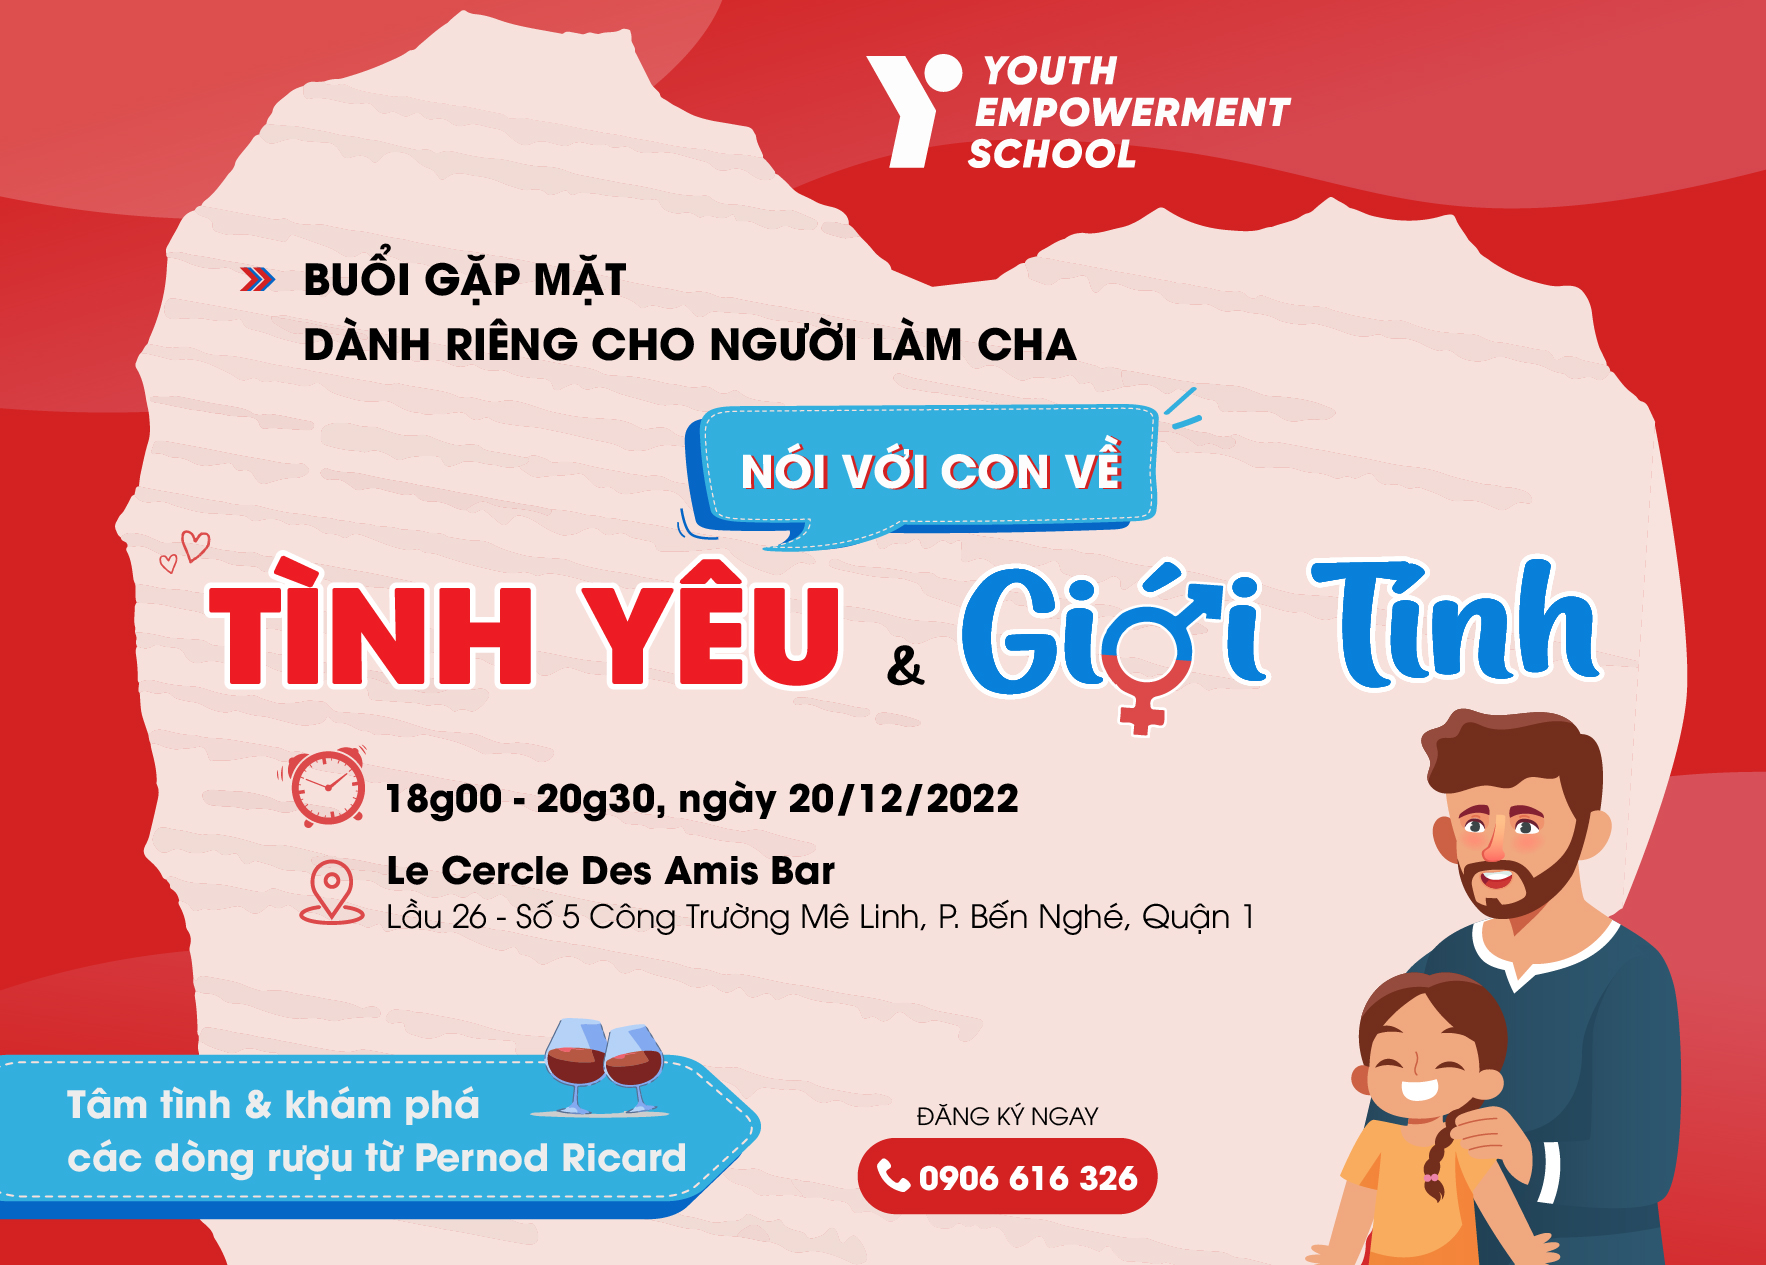 YOUTH
EMPOWERMENT
SCHOOL
BUỔI GẶP MẶT
DÀNH RIÊNG CHO NGƯỜI LÀM CHA
NÓI VỚI CON VỀ
TÌNH YÊU & Giới Tính
18g00 - 20g30, ngày 20/12/2022
Le Cercle Des Amis Bar
Lầu 26 - Số 5 Công Trường Mê Linh, P. Bến Nghé, Quận 1
Tâm tình & khám phá
các dòng rượu từ Pernod Ricard
ĐĂNG KÝ NGAY
0906 616 326